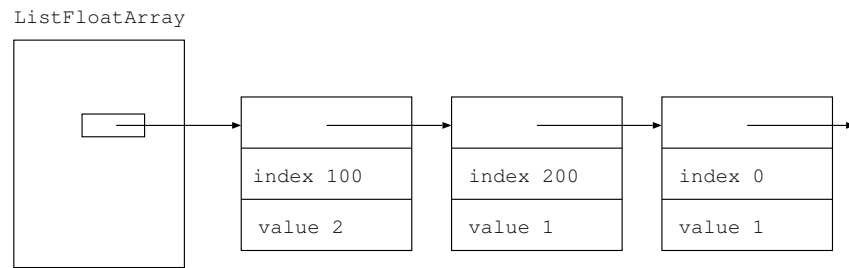 ListFloatArray
index 100
value 2
index 200
value 1
index 0
value 1